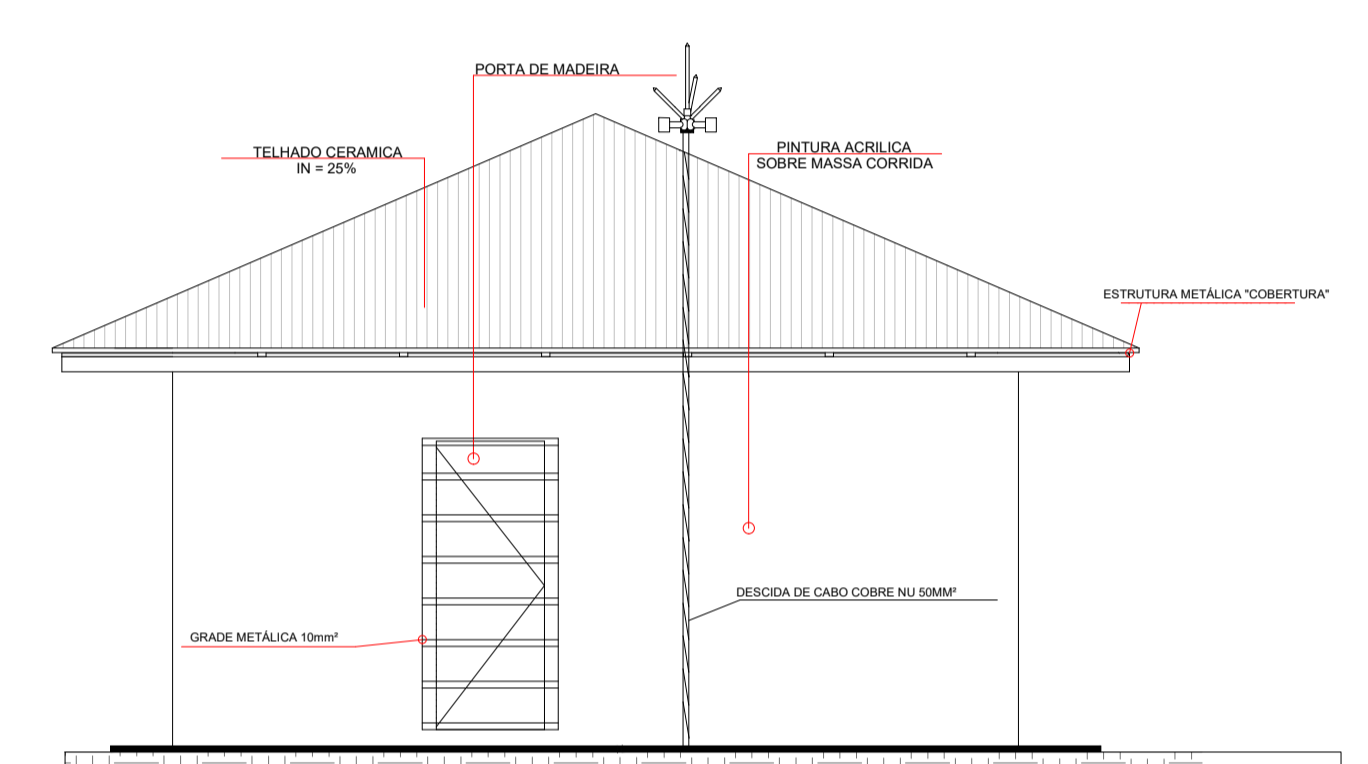 PORTA DE MADEIRA
TELHADO CERAMICA
IN = 25%
PINTURA ACRILICA
SOBRE MASSA CORRIDA
ESTRUTURA METÁLICA "COBERTURA"
DESCIDA DE CABO COBRE NU 50MM²
GRADE METÁLICA 10mm²